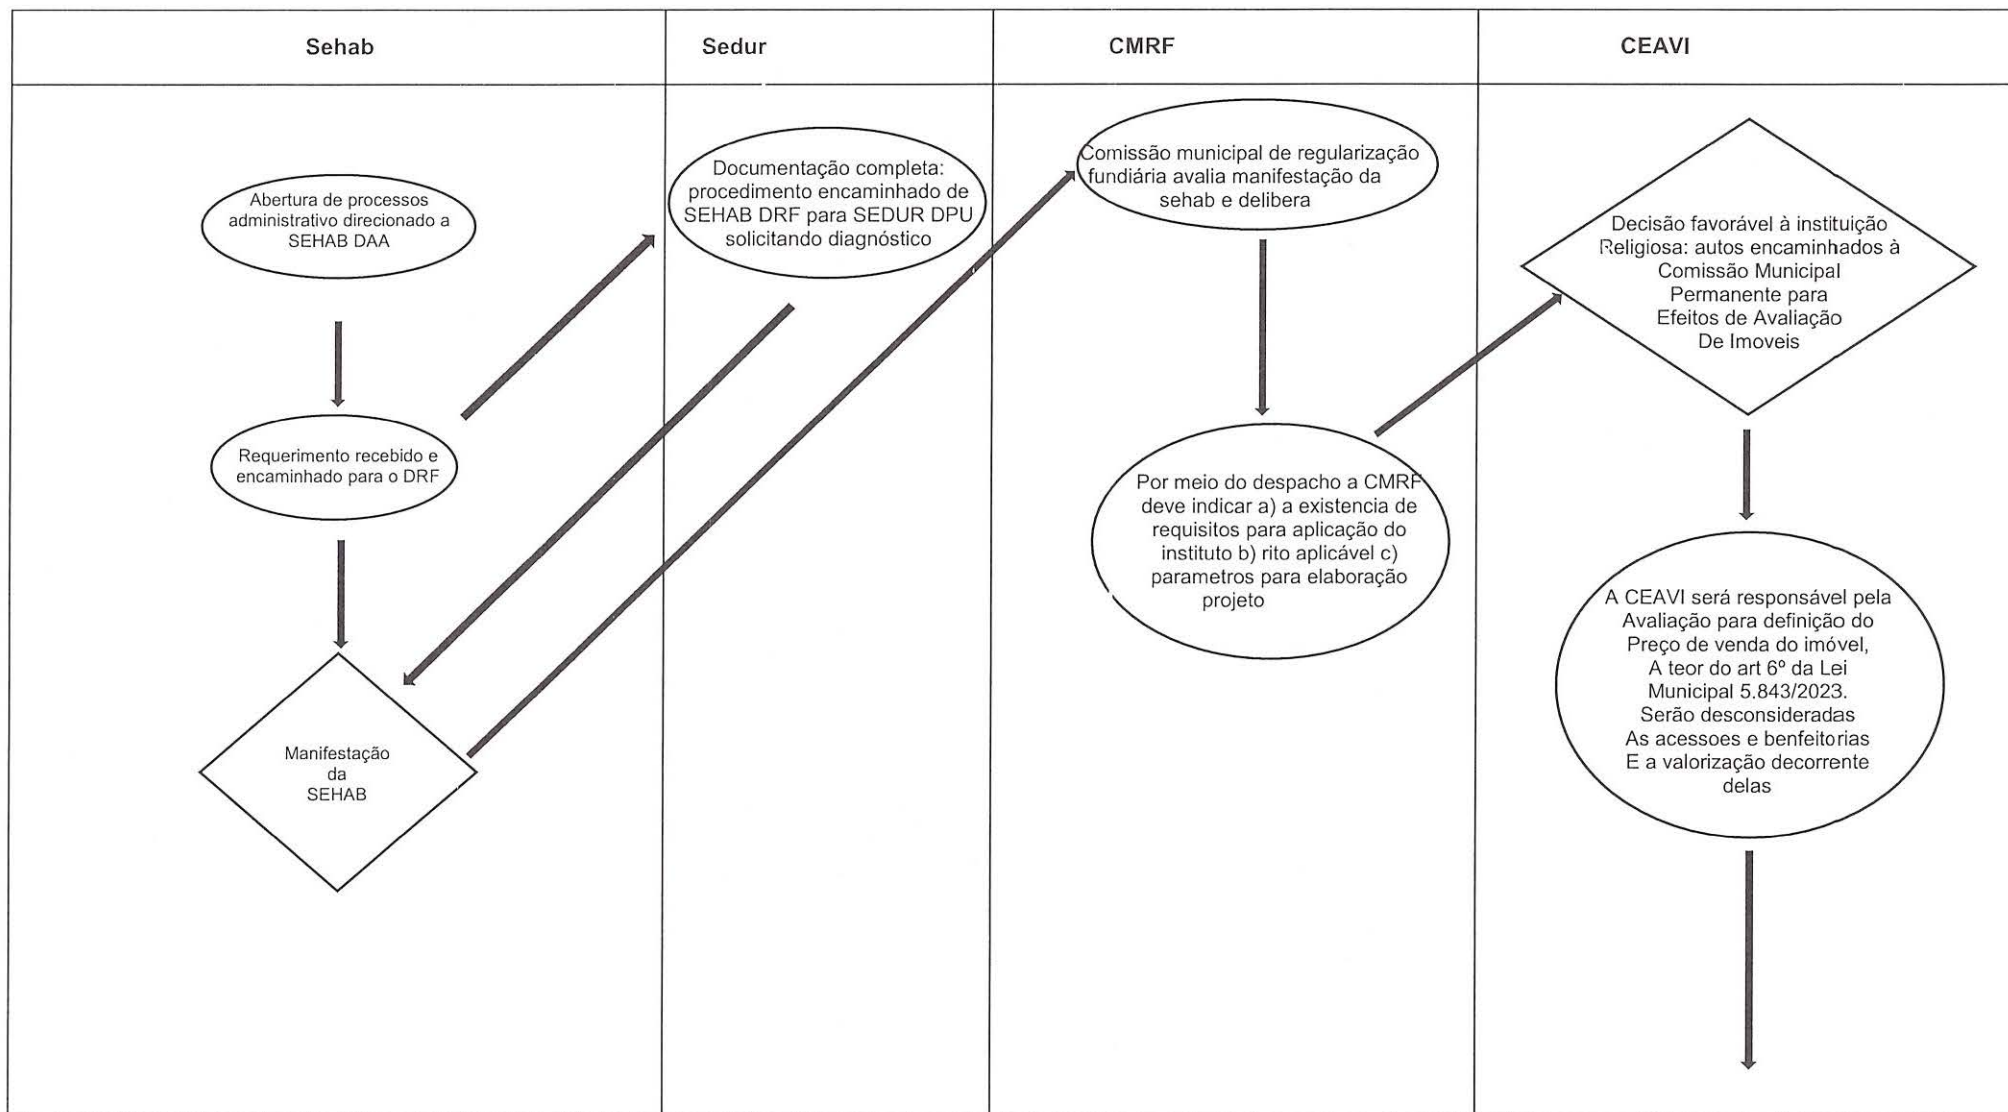 Sehab
Sedur
CMRF
CEAVI
Abertura de processos
administrativo direcionado a
SEHAB DAA
Requerimento recebido e
encaminhado para o DRF
Manifestação
da
SEHAB
Documentação completa:
procedimento encaminhado de
SEHAB DRF para SEDUR DPU
solicitando diagnóstico
Comissão municipal de regularização
fundiária avalia manifestação da
sehab e delibera
Por meio do despacho a CMRF
deve indicar a) a existencia de
requisitos para aplicação do
instituto b) rito aplicável c)
parametros para elaboração
projeto
Decisão favorável à instituição
Religiosa: autos encaminhados à
Comissão Municipal
Permanente para
Efeitos de Avaliação
De Imoveis
A CEAVI será responsável pela
Avaliação para definição do
Preço de venda do imóvel,
A teor do art 6º da Lei
Municipal 5.843/2023.
Serão desconsideradas
As acessoes e benfeitorias
E a valorização decorrente
delas